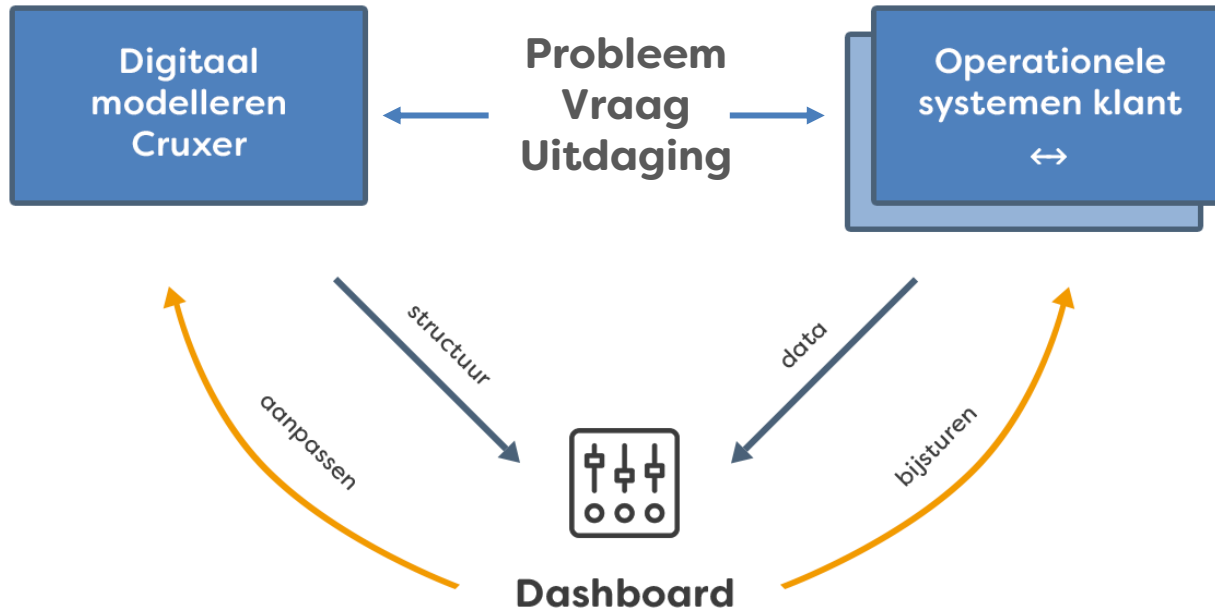 Digitaal
modelleren
Cruxer
Probleem
Vraag
Uitdaging
Operationele
systemen klant
↔
structuur
data
aanpassen
bijsturen
Dashboard